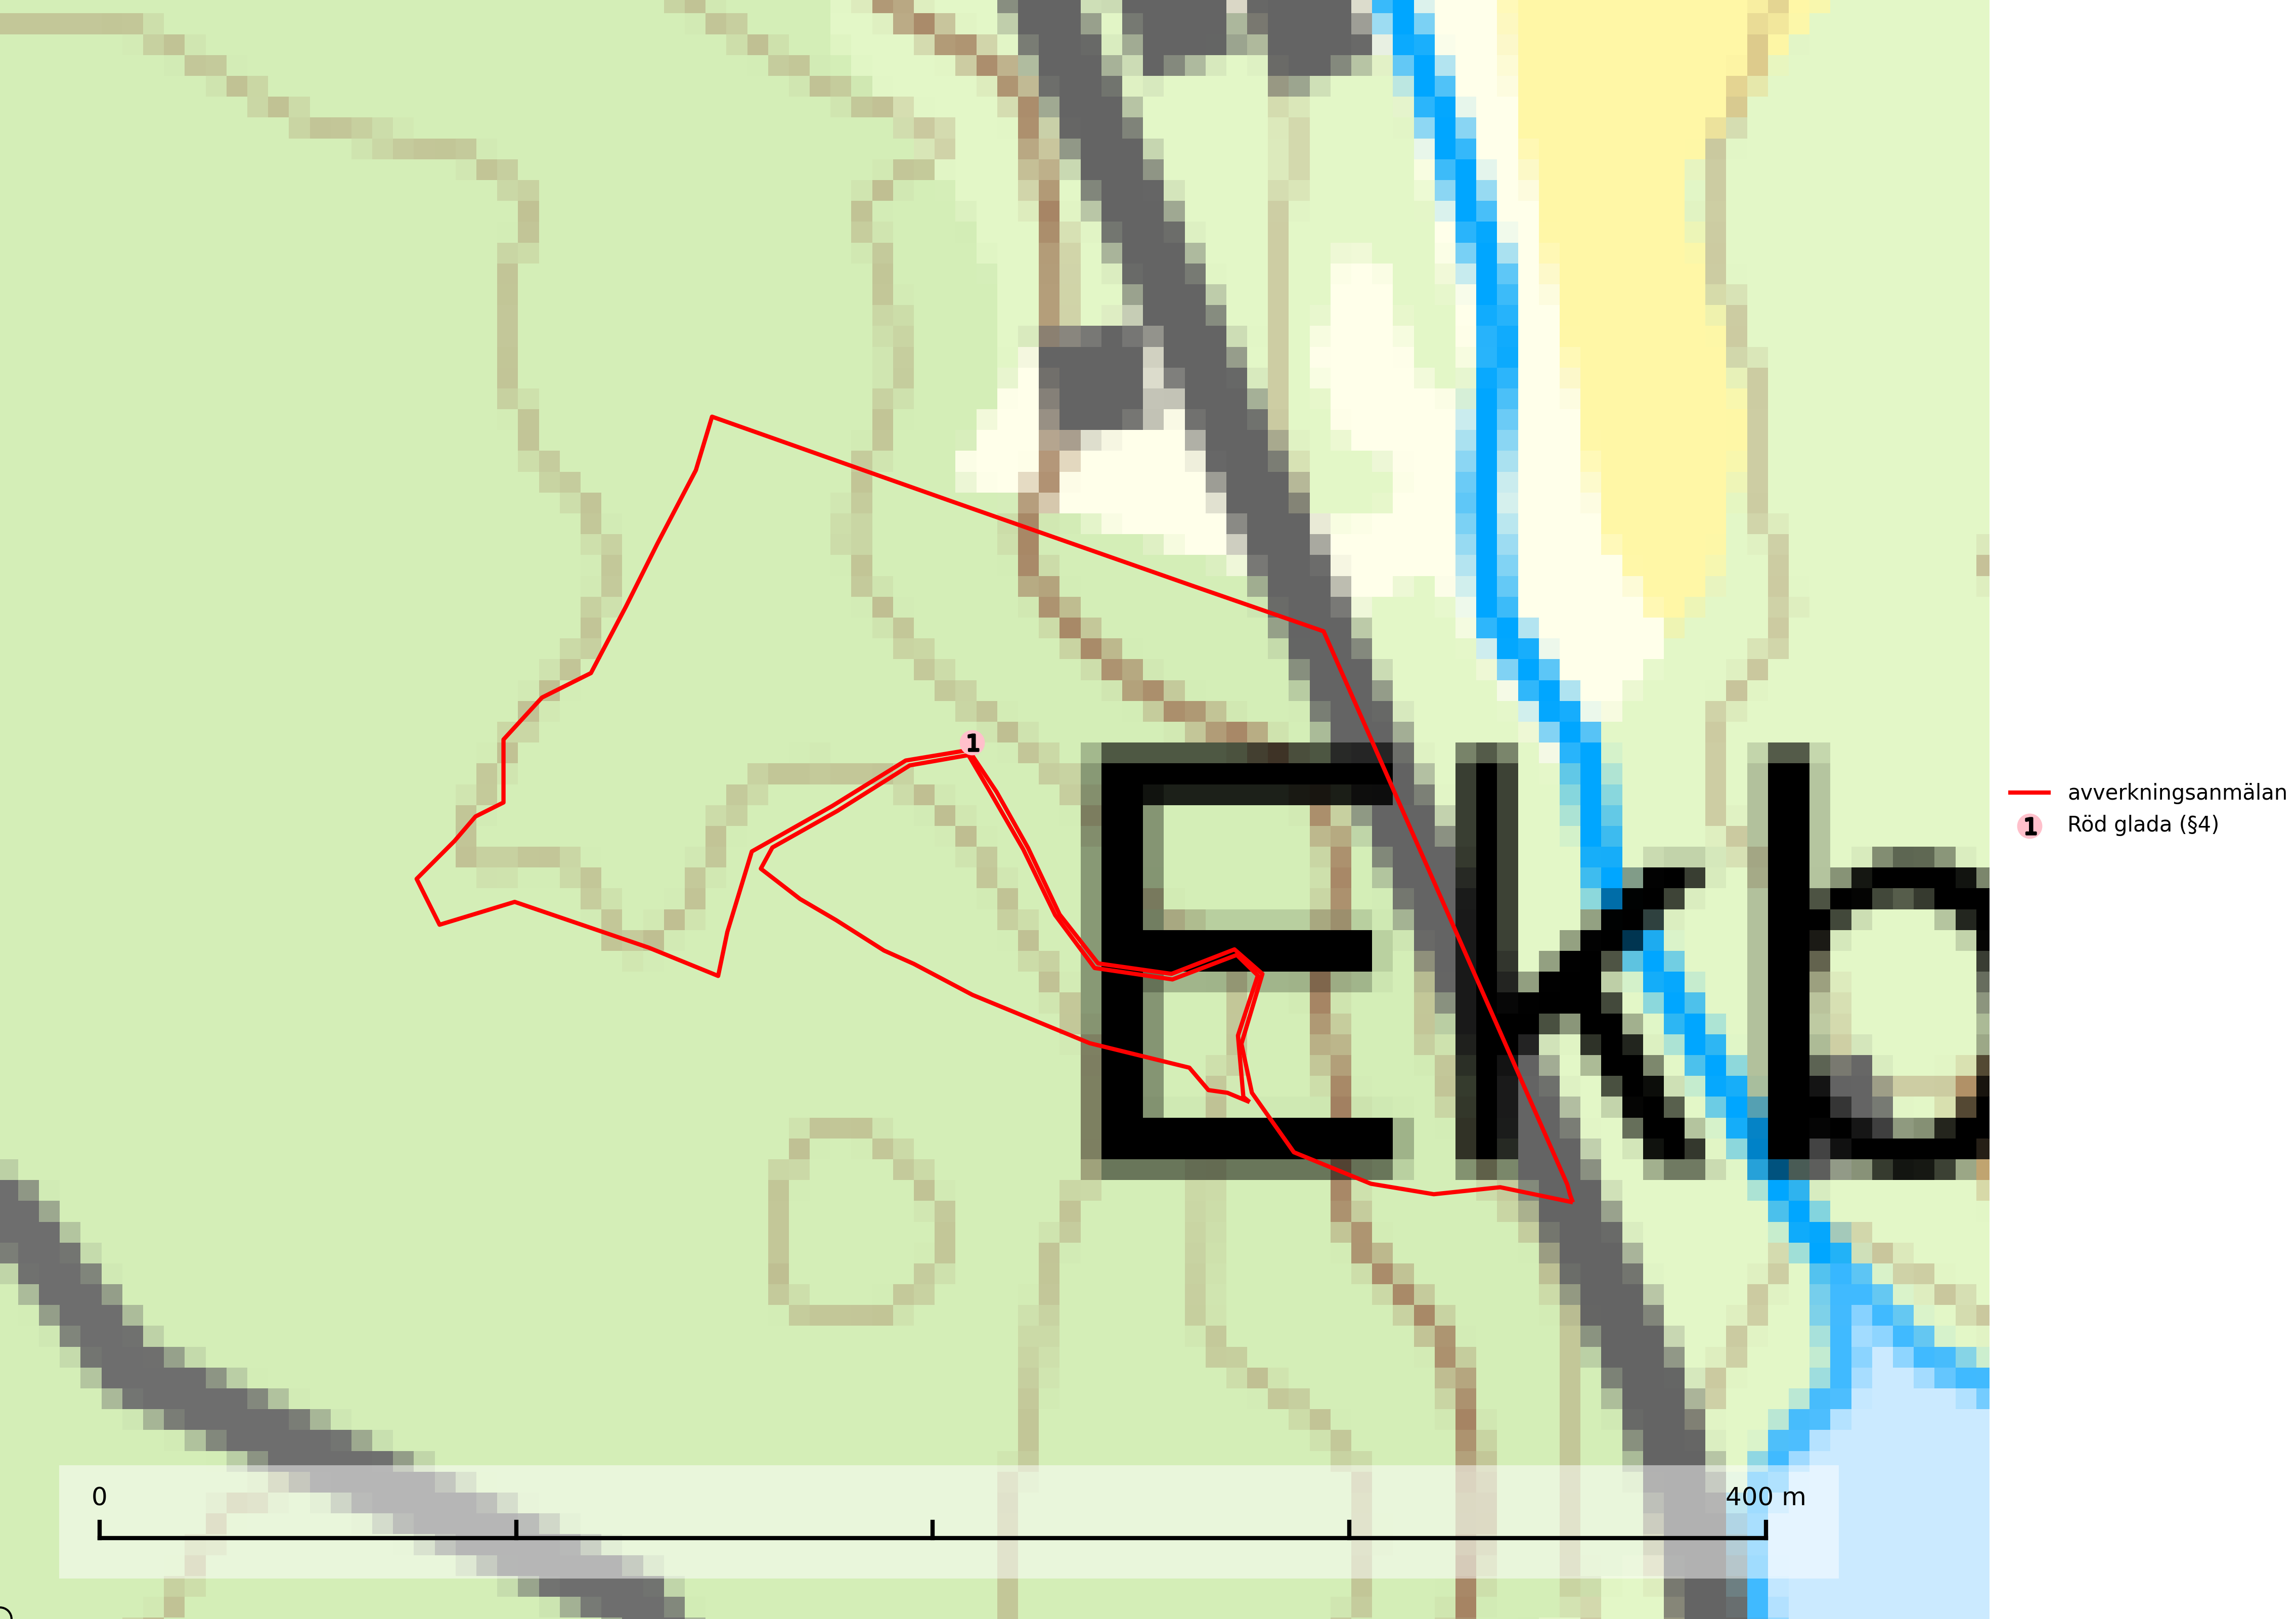 1
Ekb
avverkningsanmälan
1 Röd glada (§4)
0 400 m